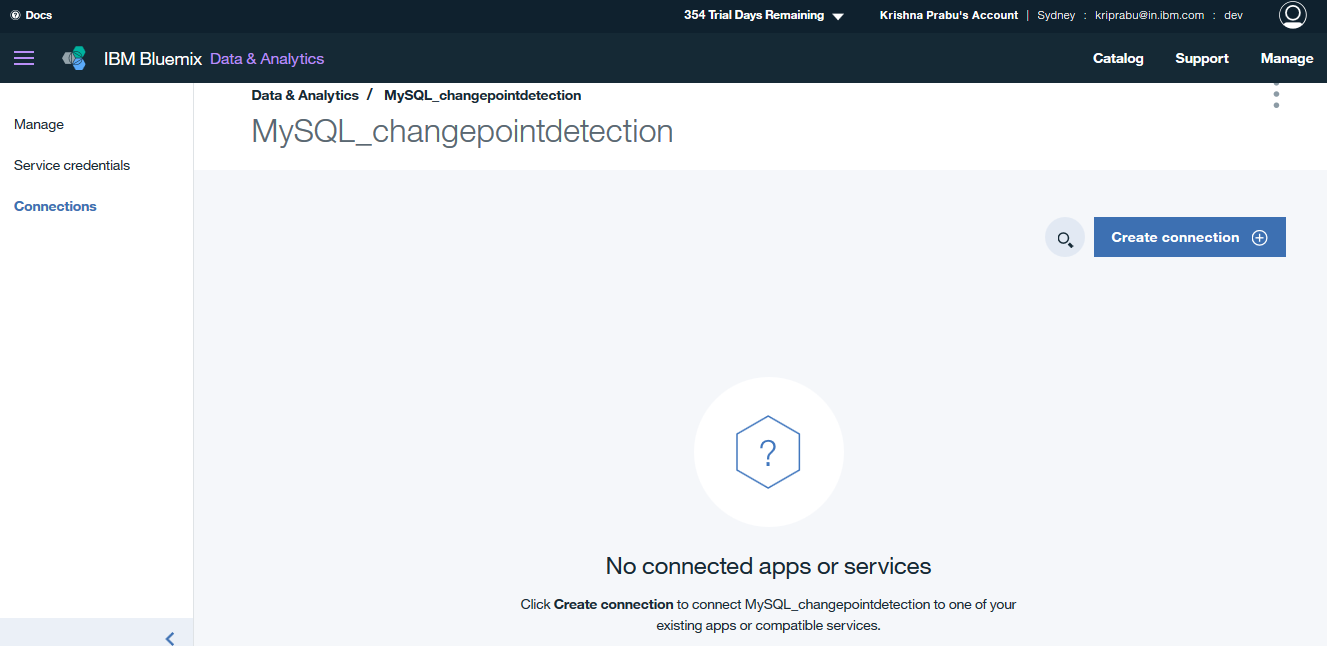 Docs
354 Trial Days Remaining
Krishna Prabu's Account | Sydney : kriprabu@in.ibm.com : dev
IBM Bluemix Data & Analytics
Catalog Support Manage
Manage
Service credentials
Connections
Data & Analytics / MySQL_changepointdetection
MySQL_changepointdetection
Create connection
?
No connected apps or services
Click Create connection to connect MySQL_changepointdetection to one of your
existing apps or compatible services.